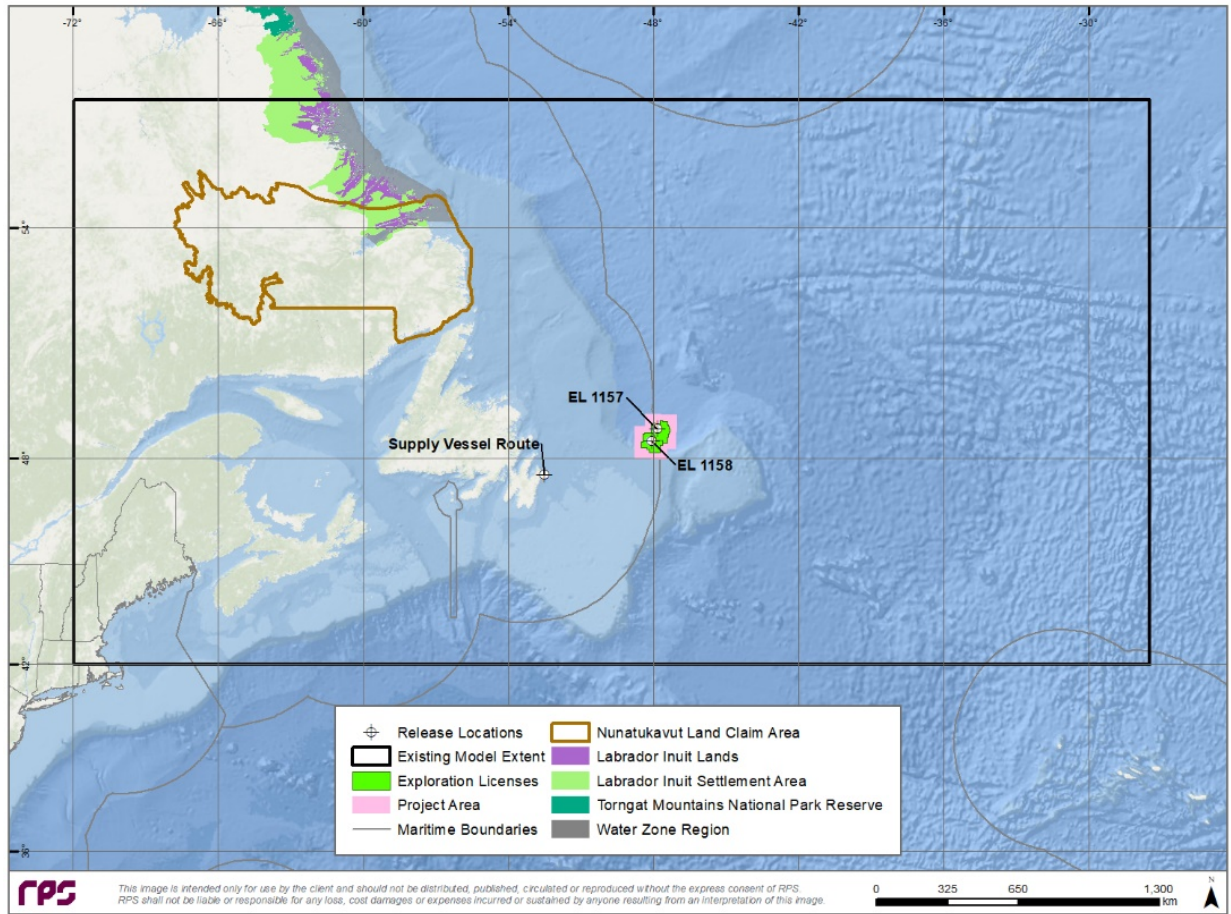 -72° -66° -60° -54° -48° -42° -36° -30°
54°
EL 1157
Supply Vessel Route
48°
EL 1158
42°
36°
Release Locations
Existing Model Extent
Exploration Licenses
Project Area
Maritime Boundaries
Nunatukavut Land Claim Area
Labrador Inuit Lands
Labrador Inuit Settlement Area
Torngat Mountains National Park Reserve
Water Zone Region
rps
This image is intended only for use by the client and should not be distributed, published, circulated or reproduced without the express consent of RPS.
RPS shall not be liable or responsible for any loss, cost damages or expenses incurred or sustained by anyone resulting from an interpretation of this image.
0 325 650 1,300
km
N